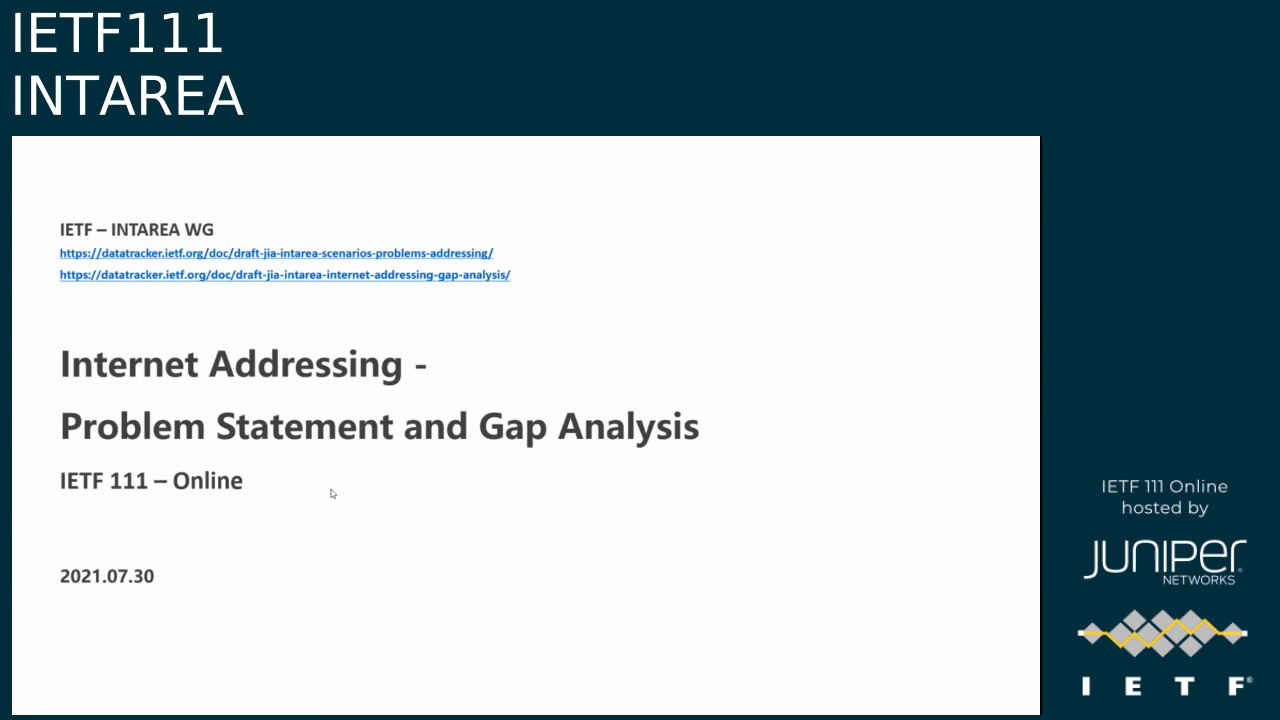 IETF111
INTAREA
IETF – INTAREA WG
https://datatracker.ietf.org/doc/draft-jia-intarea-scenarios-problems-addressing/
https://datatracker.ietf.org/doc/draft-jia-intarea-internet-addressing-gap-analysis/
Internet Addressing -
Problem Statement and Gap Analysis
IETF 111 – Online
2021.07.30
IETF 111 Online
hosted by
JUNIPER
NETWORKS
I E T F®